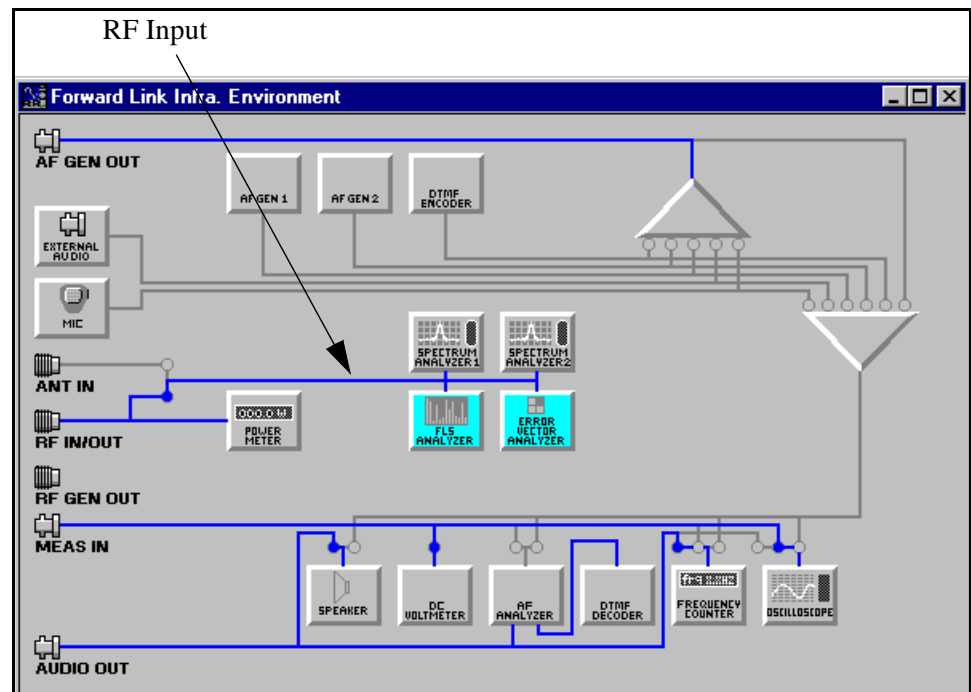 RF Input
Forward Link Infra. Environment
AF GEN OUT
AF GEN 1
AF GEN 2
DTMF
ENCODER
EXTERNAL
AUDIO
MIC
SPECTRUM
ANALYZER1
SPECTRUM
ANALYZER2
ANT IN
000.0.W
POWER
METER
FLS
ANALYZER
ERROR
VECTOR
ANALYZER
RF IN/OUT
RF GEN OUT
MEAS IN
SPEAKER
DC
VOLTMETER
AF
ANALYZER
DTMF
DECODER
FREQUENCY
COUNTER
OSCILLOSCOPE
AUDIO OUT